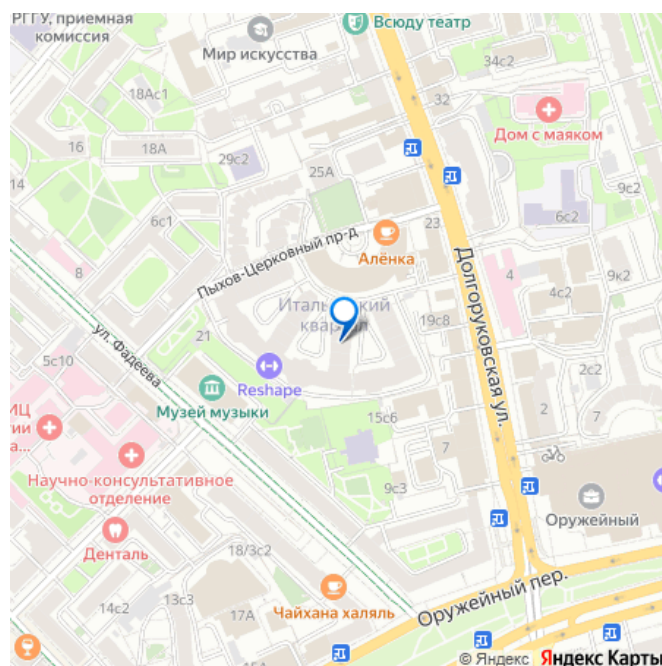 РГГУ, приемная
комиссия
Всюду театр
Мир искусства
34с2
18Ас1
32
Дом с маяком
16
18А
29с2
25А
14
9с2
6с1
6с2
23
Пыхов-Церковный пр-д
Алёнка
8
4
9к2
4с2
Итальянский
квартал
Долгоруковская ул.
19с8
ул. Фадеева
21
5с10
Reshape
2с2
Музей музыки
15с6
2
7
7
Научно-консультативное
отделение
9с3
Оружейный
Денталь
18/3с2
14с2
13с3
17А
Чайхана халяль
Оружейный пер.
© Яндекс Яндекс Карты